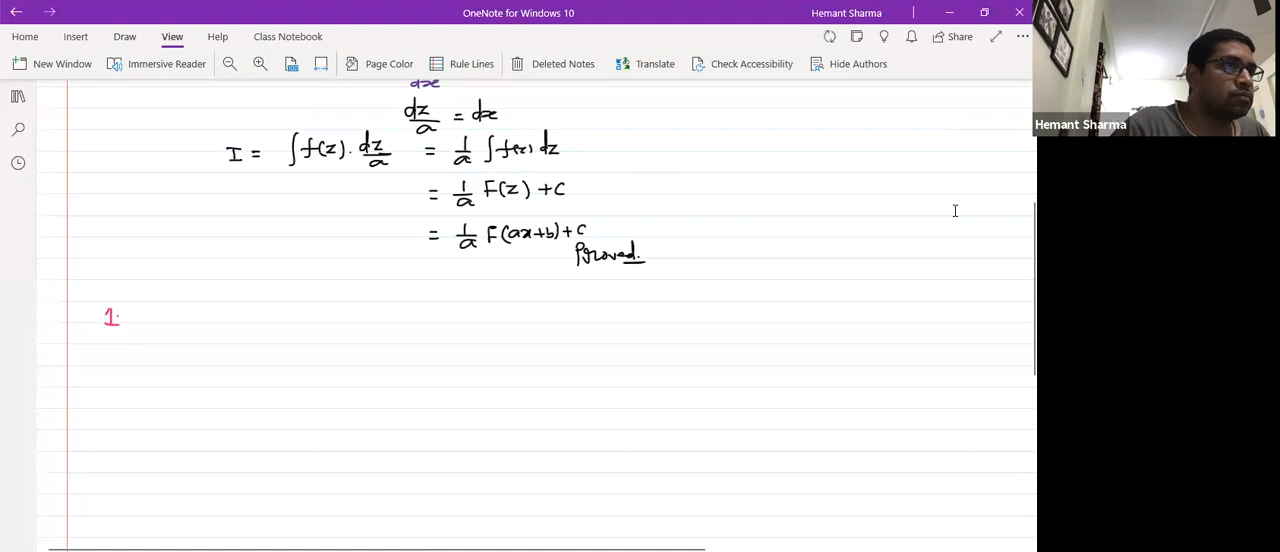 OneNote for Windows 10
Hemant Sharma
Home Insert Draw View Help Class Notebook Share
New Window Immersive Reader Page Color Rule Lines Deleted Notes Translate Check Accessibility Hide Authors
Hemant Sharma
dx
dz/a = dx
I = ∫f(z). dz/a = 1/a ∫f(z) dz
= 1/a F(z) + C
= 1/a F(ax+b) + C
Proved.
1.